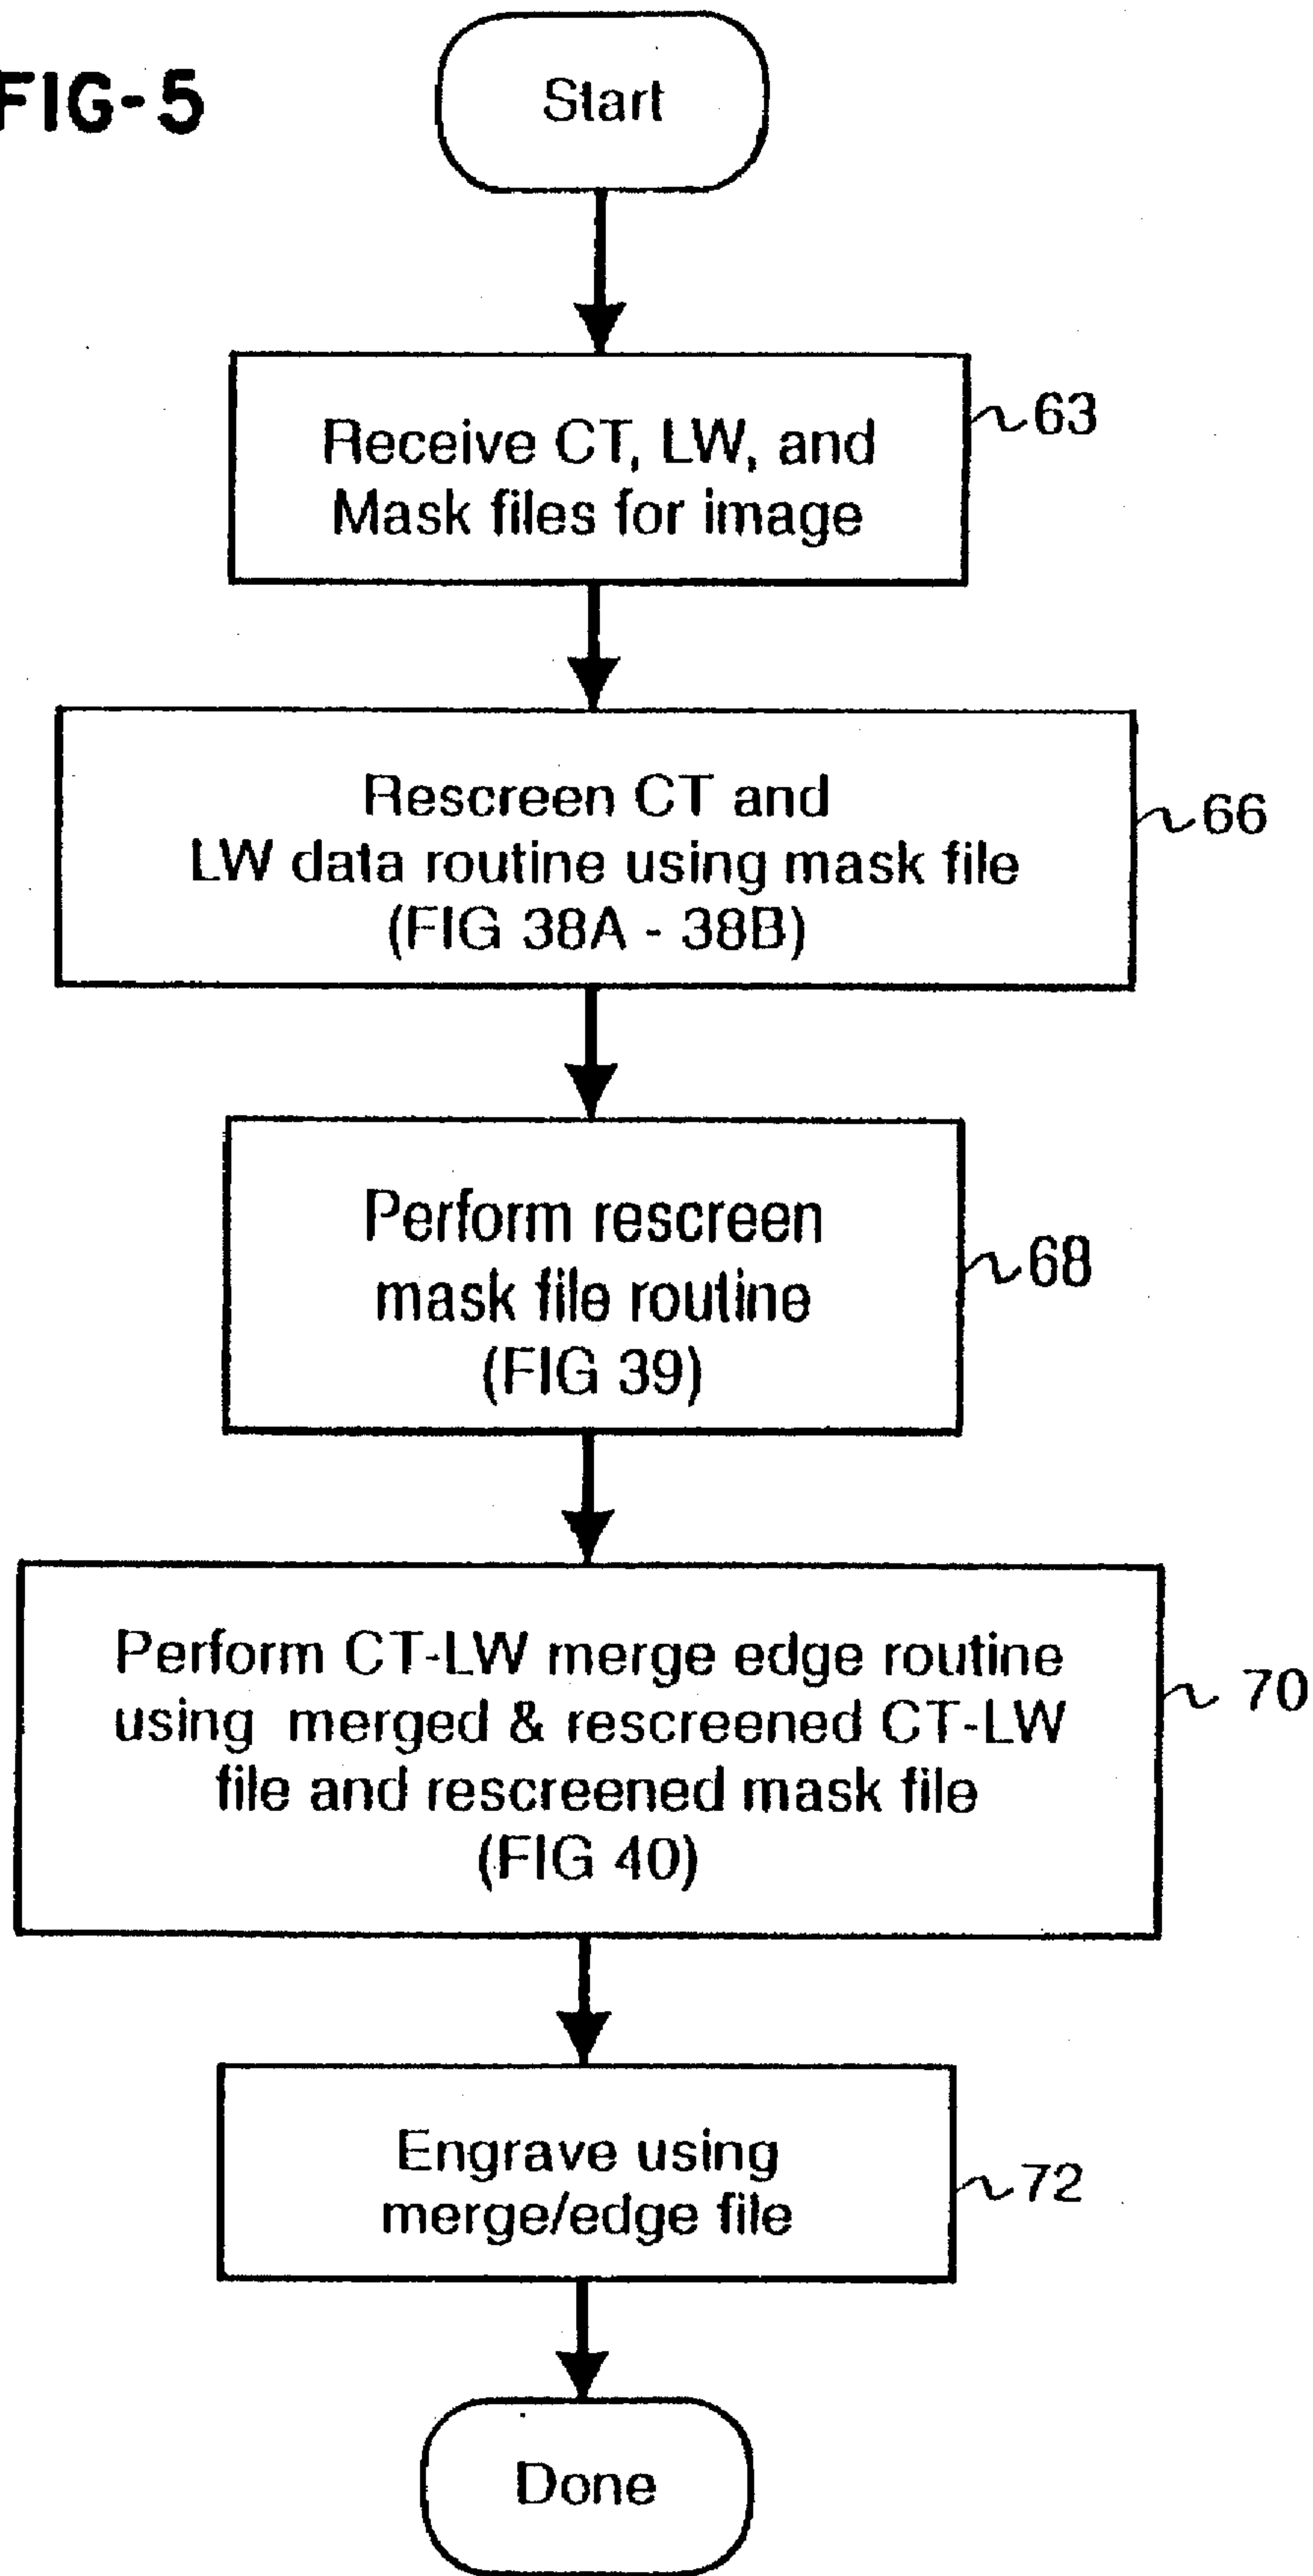 FIG-5
Start
Receive CT, LW, and
Mask files for image
63
Rescreen CT and
LW data routine using mask file
(FIG 38A - 38B)
66
Perform rescreen
mask file routine
(FIG 39)
68
Perform CT-LW merge edge routine
using merged & rescreened CT-LW
file and rescreened mask file
(FIG 40)
70
Engrave using
merge/edge file
72
Done